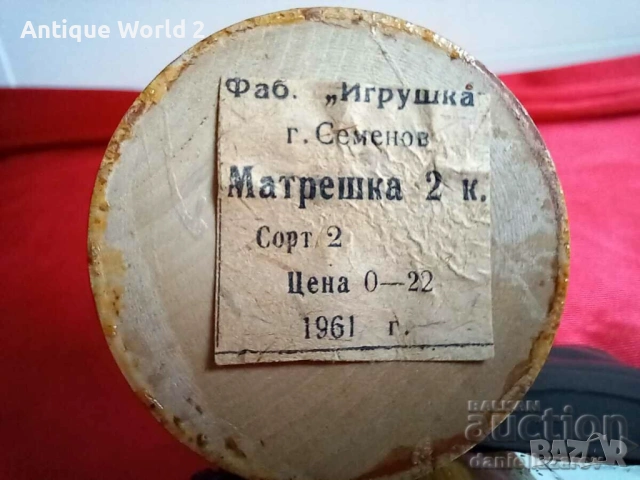 Antique World 2
Фаб. „Игрушка"
г. Семенов
Матрешка 2 к.
Сорт 2
Цена 0—22
1961 г.
BALKAN
auction
BAZAR